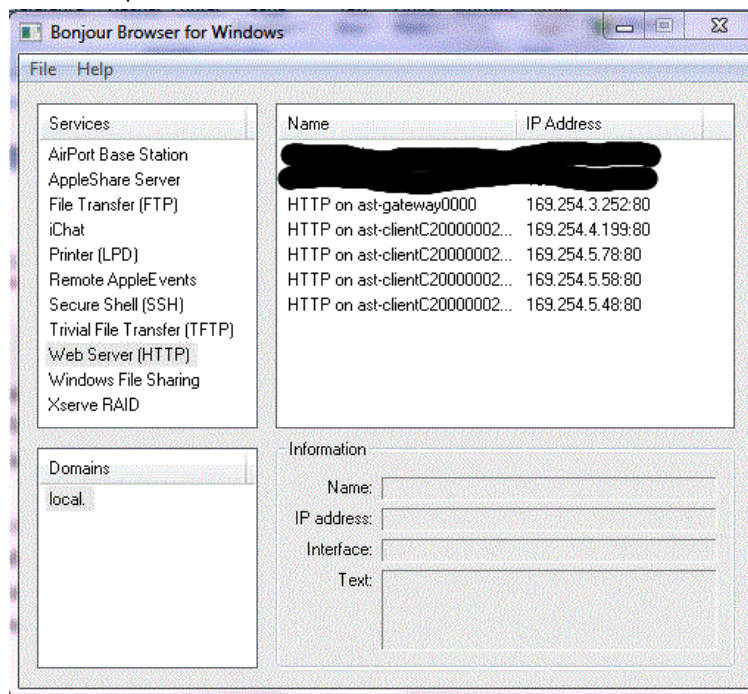 Bonjour Browser for Windows
File Help
Services
AirPort Base Station
AppleShare Server
File Transfer (FTP)
iChat
Printer (LPD)
Remote AppleEvents
Secure Shell (SSH)
Trivial File Transfer (TFTP)
Web Server (HTTP)
Windows File Sharing
Xserve RAID
Name IP Address
HTTP on ast-gateway0000 169.254.3.252:80
HTTP on ast-clientC20000002... 169.254.4.199:80
HTTP on ast-clientC20000002... 169.254.5.78:80
HTTP on ast-clientC20000002... 169.254.5.58:80
HTTP on ast-clientC20000002... 169.254.5.48:80
Domains
local.
Information
Name:
IP address:
Interface:
Text: